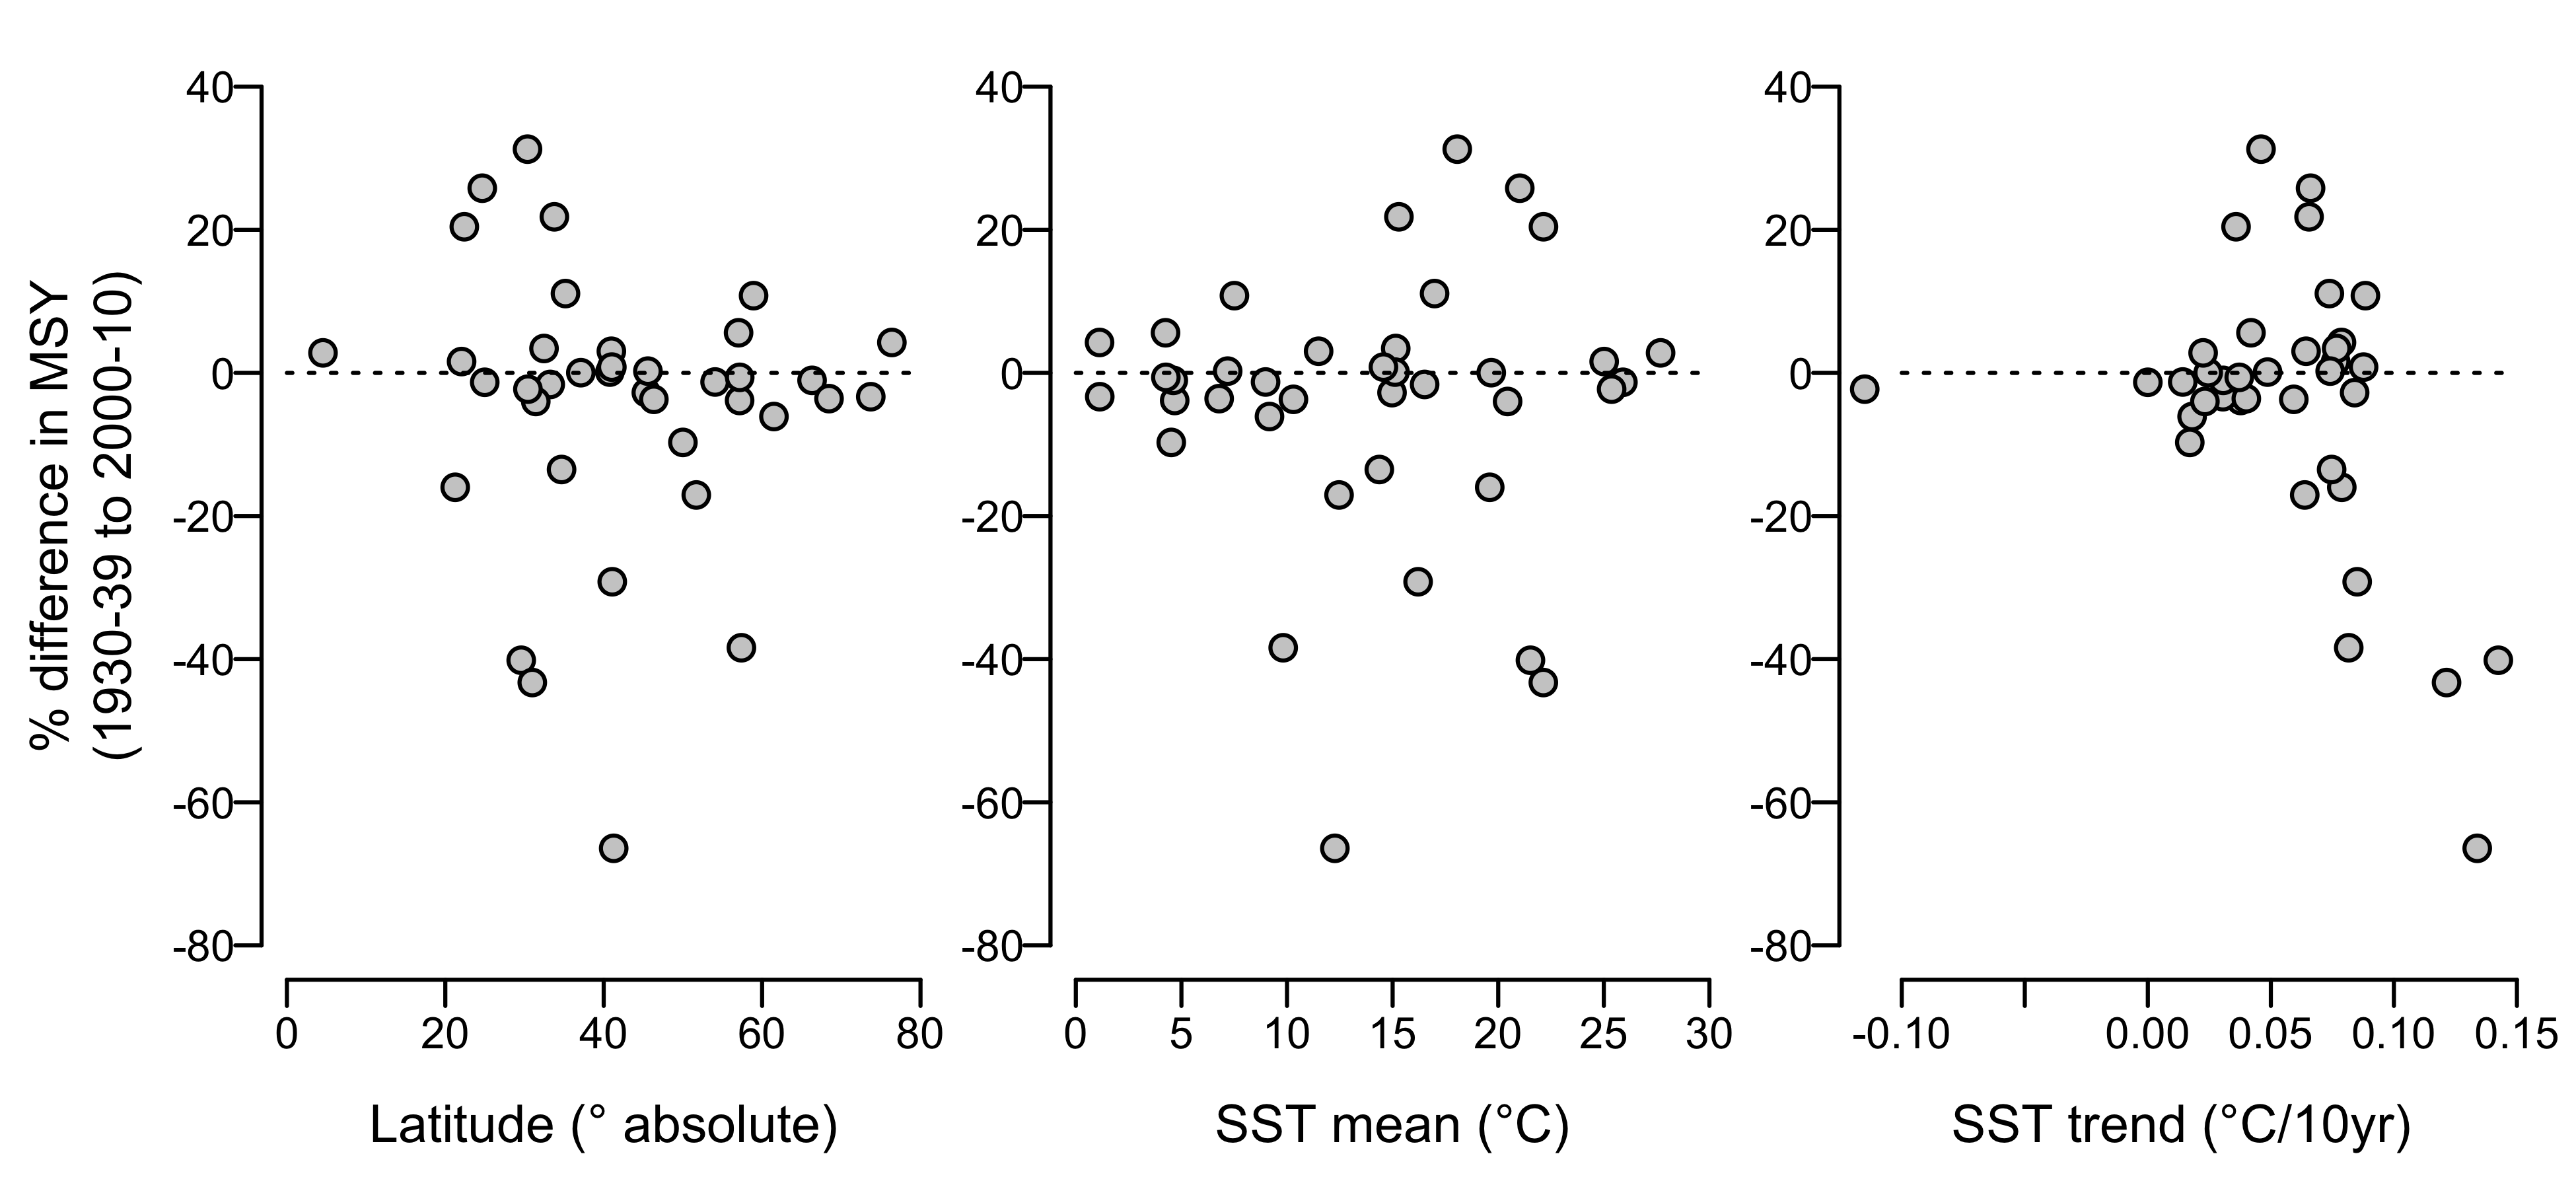 % difference in MSY
(1930-39 to 2000-10)
40
20
0
-20
-40
-60
-80
0 20 40 60 80
Latitude (° absolute)
40
20
0
-20
-40
-60
-80
0 5 10 15 20 25 30
SST mean (°C)
40
20
0
-20
-40
-60
-80
-0.10 0.00 0.05 0.10 0.15
SST trend (°C/10yr)